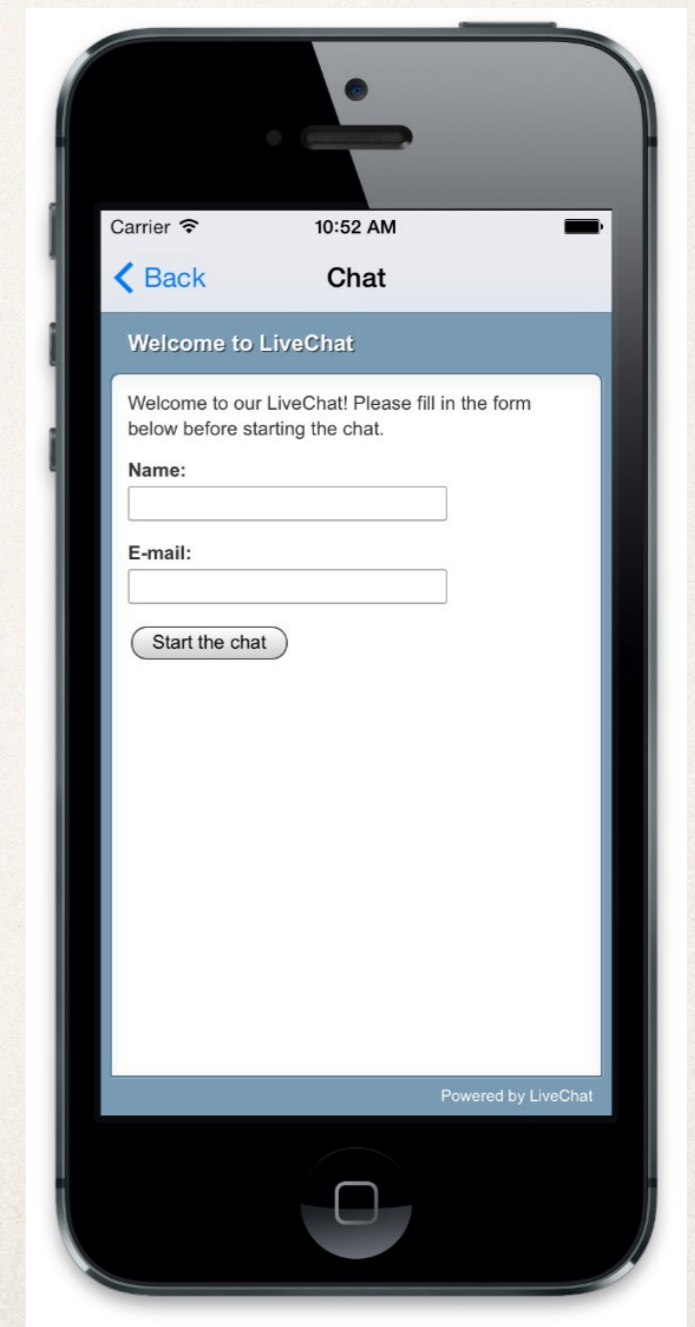 Carrier 10:52 AM
Back Chat
Welcome to LiveChat
Welcome to our LiveChat! Please fill in the form
below before starting the chat.
Name:
E-mail:
Start the chat
Powered by LiveChat